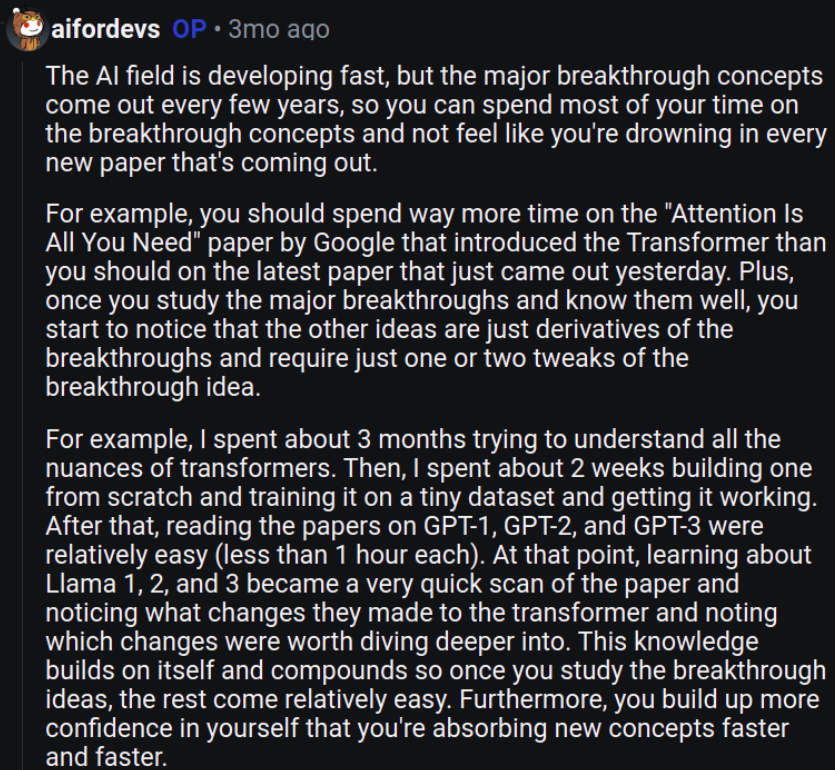 aifordevs OP • 3mo ago
The AI field is developing fast, but the major breakthrough concepts
come out every few years, so you can spend most of your time on
the breakthrough concepts and not feel like you're drowning in every
new paper that's coming out.
For example, you should spend way more time on the "Attention Is
All You Need" paper by Google that introduced the Transformer than
you should on the latest paper that just came out yesterday. Plus,
once you study the major breakthroughs and know them well, you
start to notice that the other ideas are just derivatives of the
breakthroughs and require just one or two tweaks of the
breakthrough idea.
For example, I spent about 3 months trying to understand all the
nuances of transformers. Then, I spent about 2 weeks building one
from scratch and training it on a tiny dataset and getting it working.
After that, reading the papers on GPT-1, GPT-2, and GPT-3 were
relatively easy (less than 1 hour each). At that point, learning about
Llama 1, 2, and 3 became a very quick scan of the paper and
noticing what changes they made to the transformer and noting
which changes were worth diving deeper into. This knowledge
builds on itself and compounds so once you study the breakthrough
ideas, the rest come relatively easy. Furthermore, you build up more
confidence in yourself that you're absorbing new concepts faster
and faster.